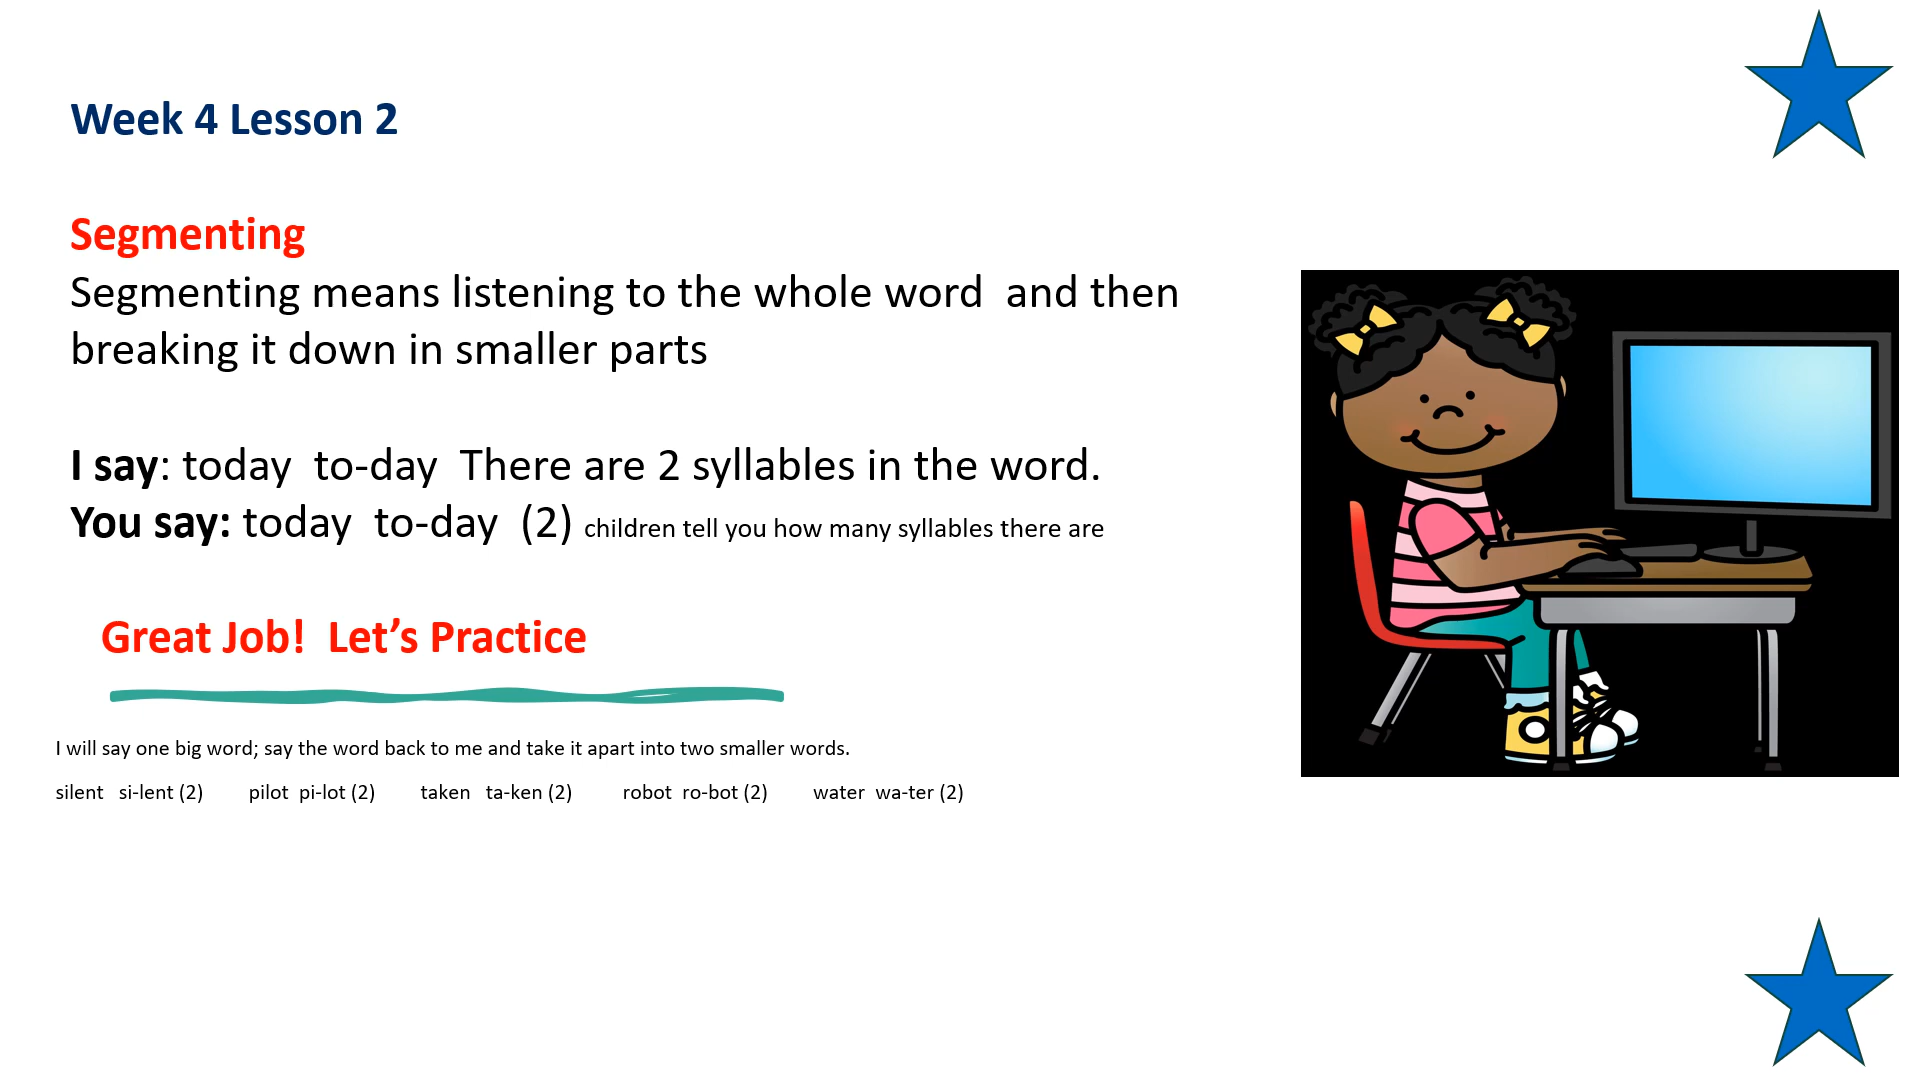 Week 4 Lesson 2
Segmenting
Segmenting means listening to the whole word  and then
breaking it down in smaller parts
I say: today  to-day  There are 2 syllables in the word.
You say: today  to-day  (2) children tell you how many syllables there are
Great Job!  Let’s Practice
I will say one big word; say the word back to me and take it apart into two smaller words.
silent   si-lent (2)         pilot  pi-lot (2)         taken   ta-ken (2)          robot  ro-bot (2)         water  wa-ter (2)